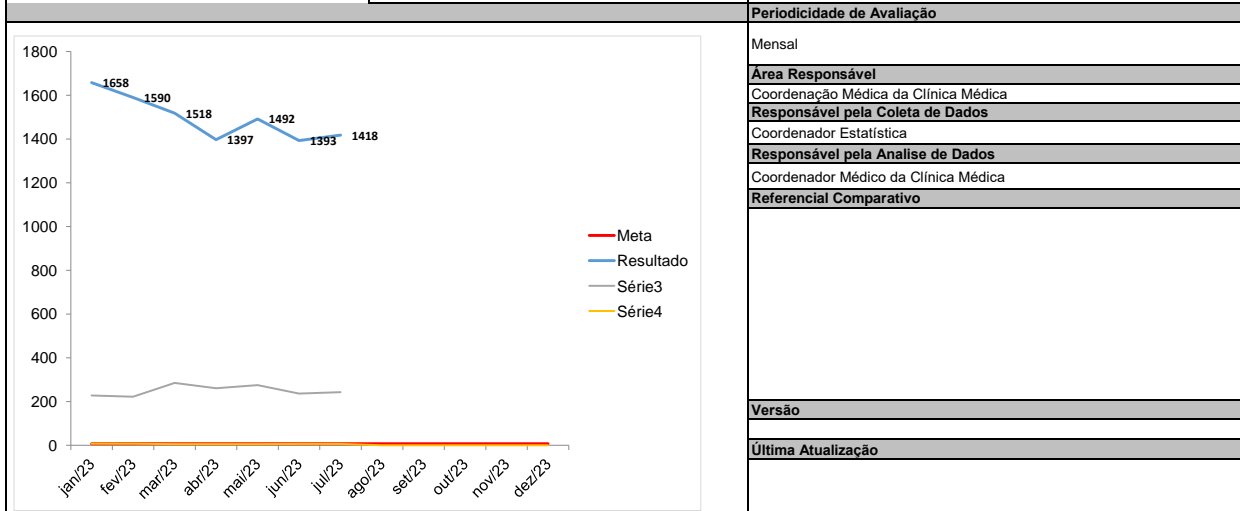 Periodicidade de Avaliação
Mensal
Área Responsável
Coordenação Médica da Clínica Médica
Responsável pela Coleta de Dados
Coordenador Estatística
Responsável pela Analise de Dados
Coordenador Médico da Clínica Médica
Referencial Comparativo
Versão
Última Atualização
1800
1600
1400
1200
1000
800
600
400
200
0
1658
1590
1518
1397
1492
1393
1418
Meta
Resultado
Série3
Série4
jan/23
fev/23
mar/23
abr/23
mai/23
jun/23
jul/23
ago/23
set/23
out/23
nov/23
dez/23